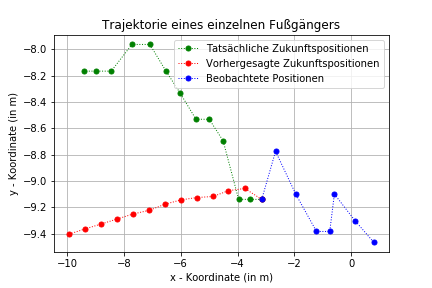 Trajektorie eines einzelnen Fußgängers
Tatsächliche Zukunftspositionen
Vorhergesagte Zukunftspositionen
Beobachtete Positionen
y - Koordinate (in m)
−8.0
−8.2
−8.4
−8.6
−8.8
−9.0
−9.2
−9.4
−10
−8
−6
−4
−2
0
x - Koordinate (in m)